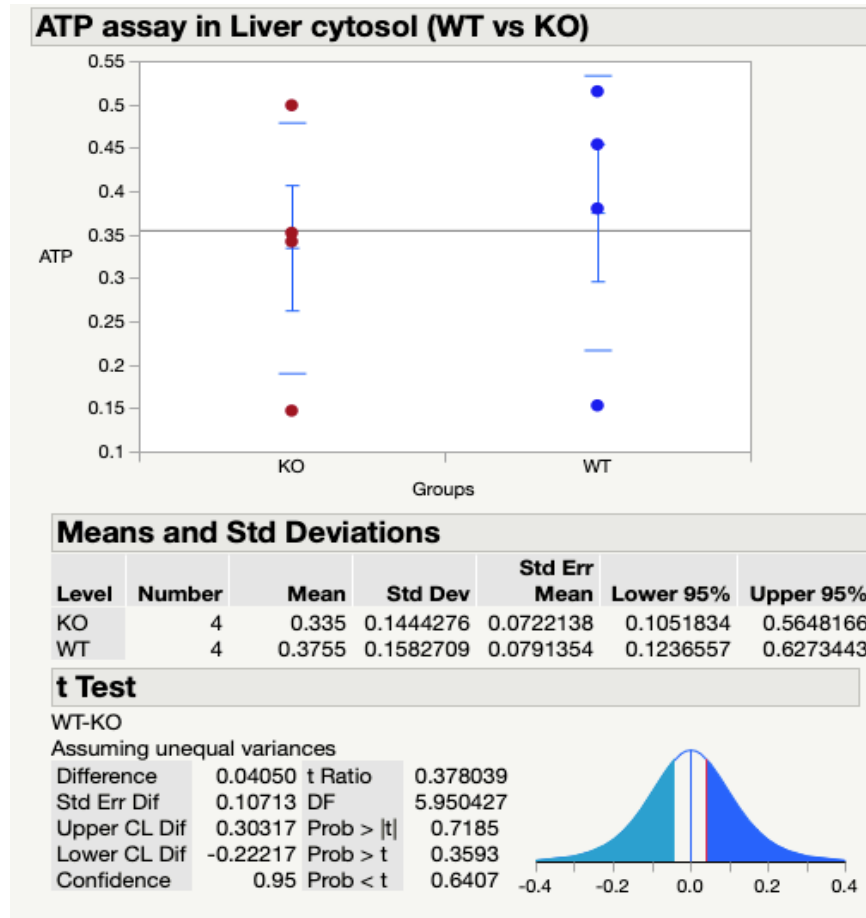 ATP assay in Liver cytosol (WT vs KO)
0.55
0.5
0.45
0.4
0.35
0.3
0.25
0.2
0.15
0.1
ATP
KO WT
Groups
Means and Std Deviations
Level Number Mean Std Dev Std Err Mean Lower 95% Upper 95%
KO 4 0.335 0.1444276 0.0722138 0.1051834 0.5648166
WT 4 0.3755 0.1582709 0.0791354 0.1236557 0.6273443
t Test
WT-KO
Assuming unequal variances
Difference 0.04050 t Ratio 0.378039
Std Err Dif 0.10713 DF 5.950427
Upper CL Dif 0.30317 Prob > |t| 0.7185
Lower CL Dif -0.22217 Prob > t 0.3593
Confidence 0.95 Prob < t 0.6407
-0.4 -0.2 0.0 0.2 0.4